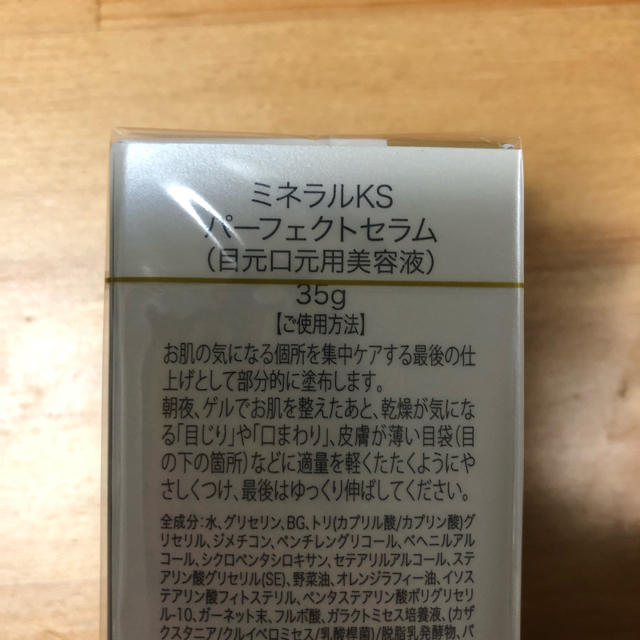 ミネラルKS
パーフェクトセラム
（目元口元用美容液）
35g
【ご使用方法】
お肌の気になる個所を集中ケアする最後の仕
上げとして部分的に塗布します。
朝夜、ゲルでお肌を整えたあと、乾燥が気にな
る「目じり」や「口まわり」、皮膚が薄い目袋（目
の下の箇所）などに適量を軽くたたくようにや
さしくつけ、最後はゆっくり伸ばしてください。
全成分：水、グリセリン、BG、トリ(カプリル酸/カプリン酸)グ
リセリル、ジメチコン、ペンチレングリコール、ベヘニルアル
コール、シクロペンタシロキサン、セテアリルアルコール、ステ
アリン酸グリセリル(SE)、野菜油、オレンジラフィー油、イソス
テアリン酸フィトステリル、ペンタステアリン酸ポリグリセリ
ル-10、ガーネット末、フルボ酸、ガラクトミセス培養液、(カザ
クスタニア/クルイベロミセス/乳酸桿菌)/脱脂乳発酵物、パ